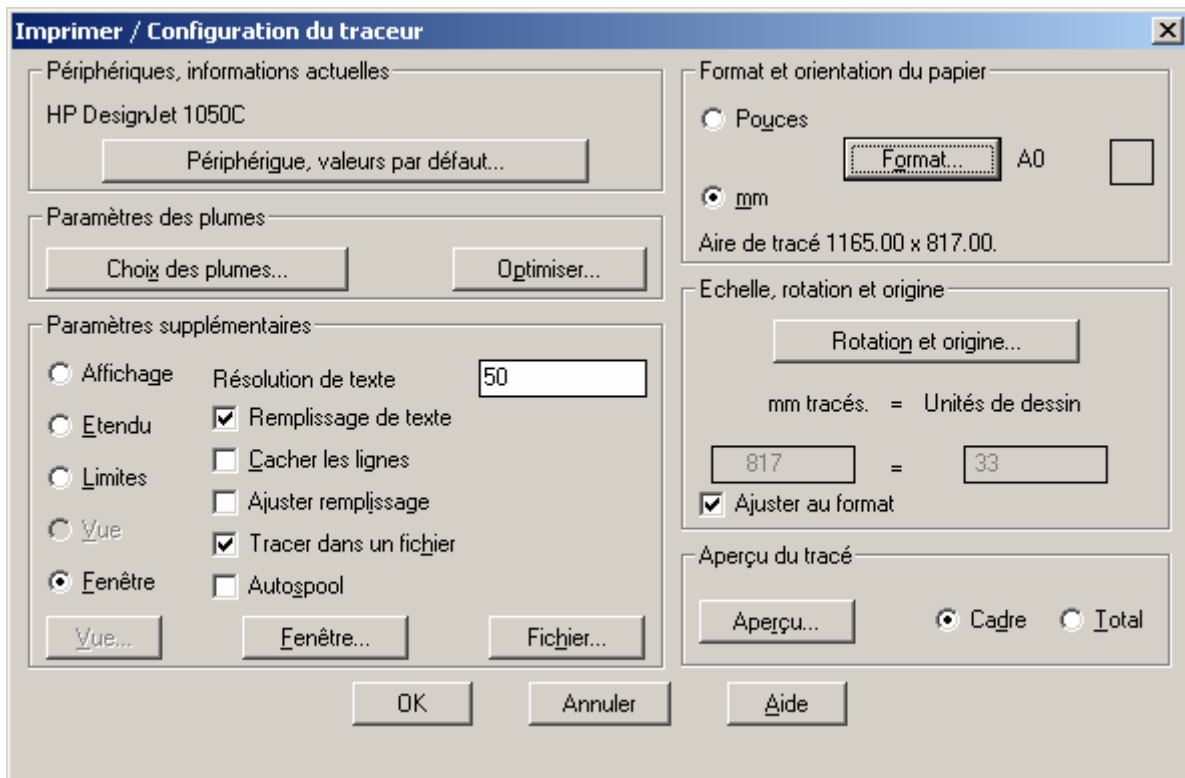 Imprimer / Configuration du traceur
Périphériques, informations actuelles
HP DesignJet 1050C
Périphérique, valeurs par défaut...
Paramètres des plumes
Choix des plumes...
Optimiser...
Paramètres supplémentaires
Affichage
Résolution de texte
50
Etendu
Remplissage de texte
Limites
Cacher les lignes
Ajuster remplissage
Vue
Tracer dans un fichier
Fenêtre
Autospool
Vue...
Fenêtre...
Fichier...
Format et orientation du papier
Pouces
Format...
A0
mm
Aire de tracé 1165.00 x 817.00.
Echelle, rotation et origine
Rotation et origine...
mm tracés. = Unités de dessin
817 = 33
Ajuster au format
Aperçu du tracé
Aperçu...
Cadre
Total
OK
Annuler
Aide